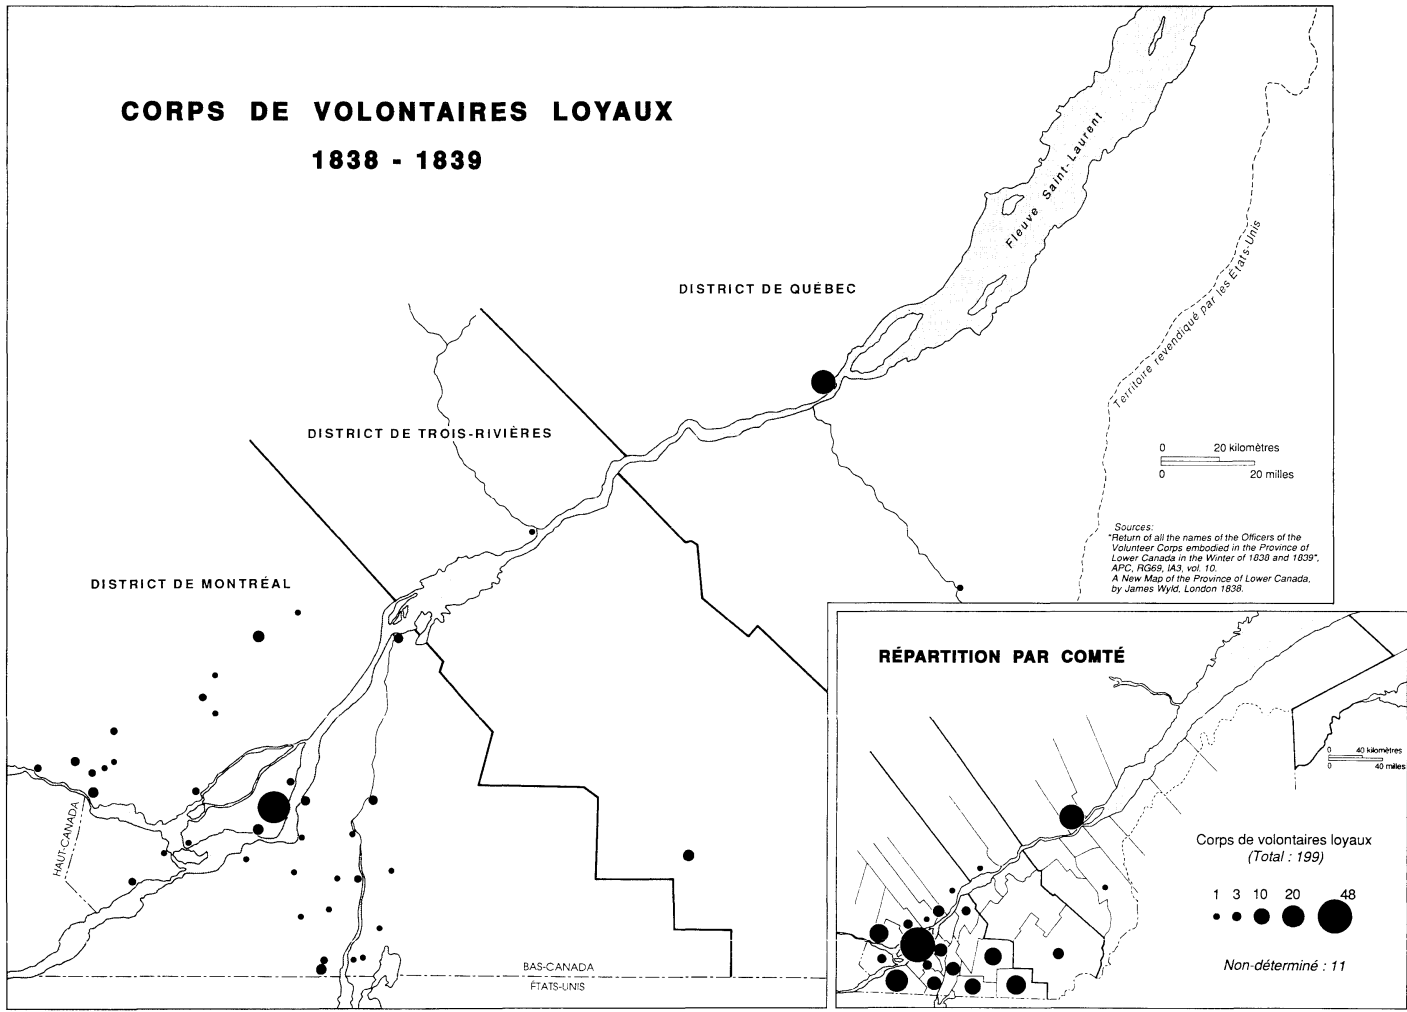 CORPS DE VOLONTAIRES LOYAUX
1838 - 1839
Fleuve Saint-Laurent
Territoire revendiqué par les États-Unis
DISTRICT DE QUÉBEC
DISTRICT DE TROIS-RIVIÈRES
DISTRICT DE MONTRÉAL
0 20 kilomètres
0 20 milles
Sources:
"Return of all the names of the Officers of the
Volunteer Corps embodied in the Province of
Lower Canada in the Winter of 1838 and 1839",
APC, RG69, IA3, vol. 10.
A New Map of the Province of Lower Canada,
by James Wyld, London 1838.
HAUT-CANADA
BAS-CANADA
ÉTATS-UNIS
RÉPARTITION PAR COMTÉ
0 40 kilomètres
0 40 milles
Corps de volontaires loyaux
(Total : 199)
1 3 10 20 48
Non-déterminé : 11